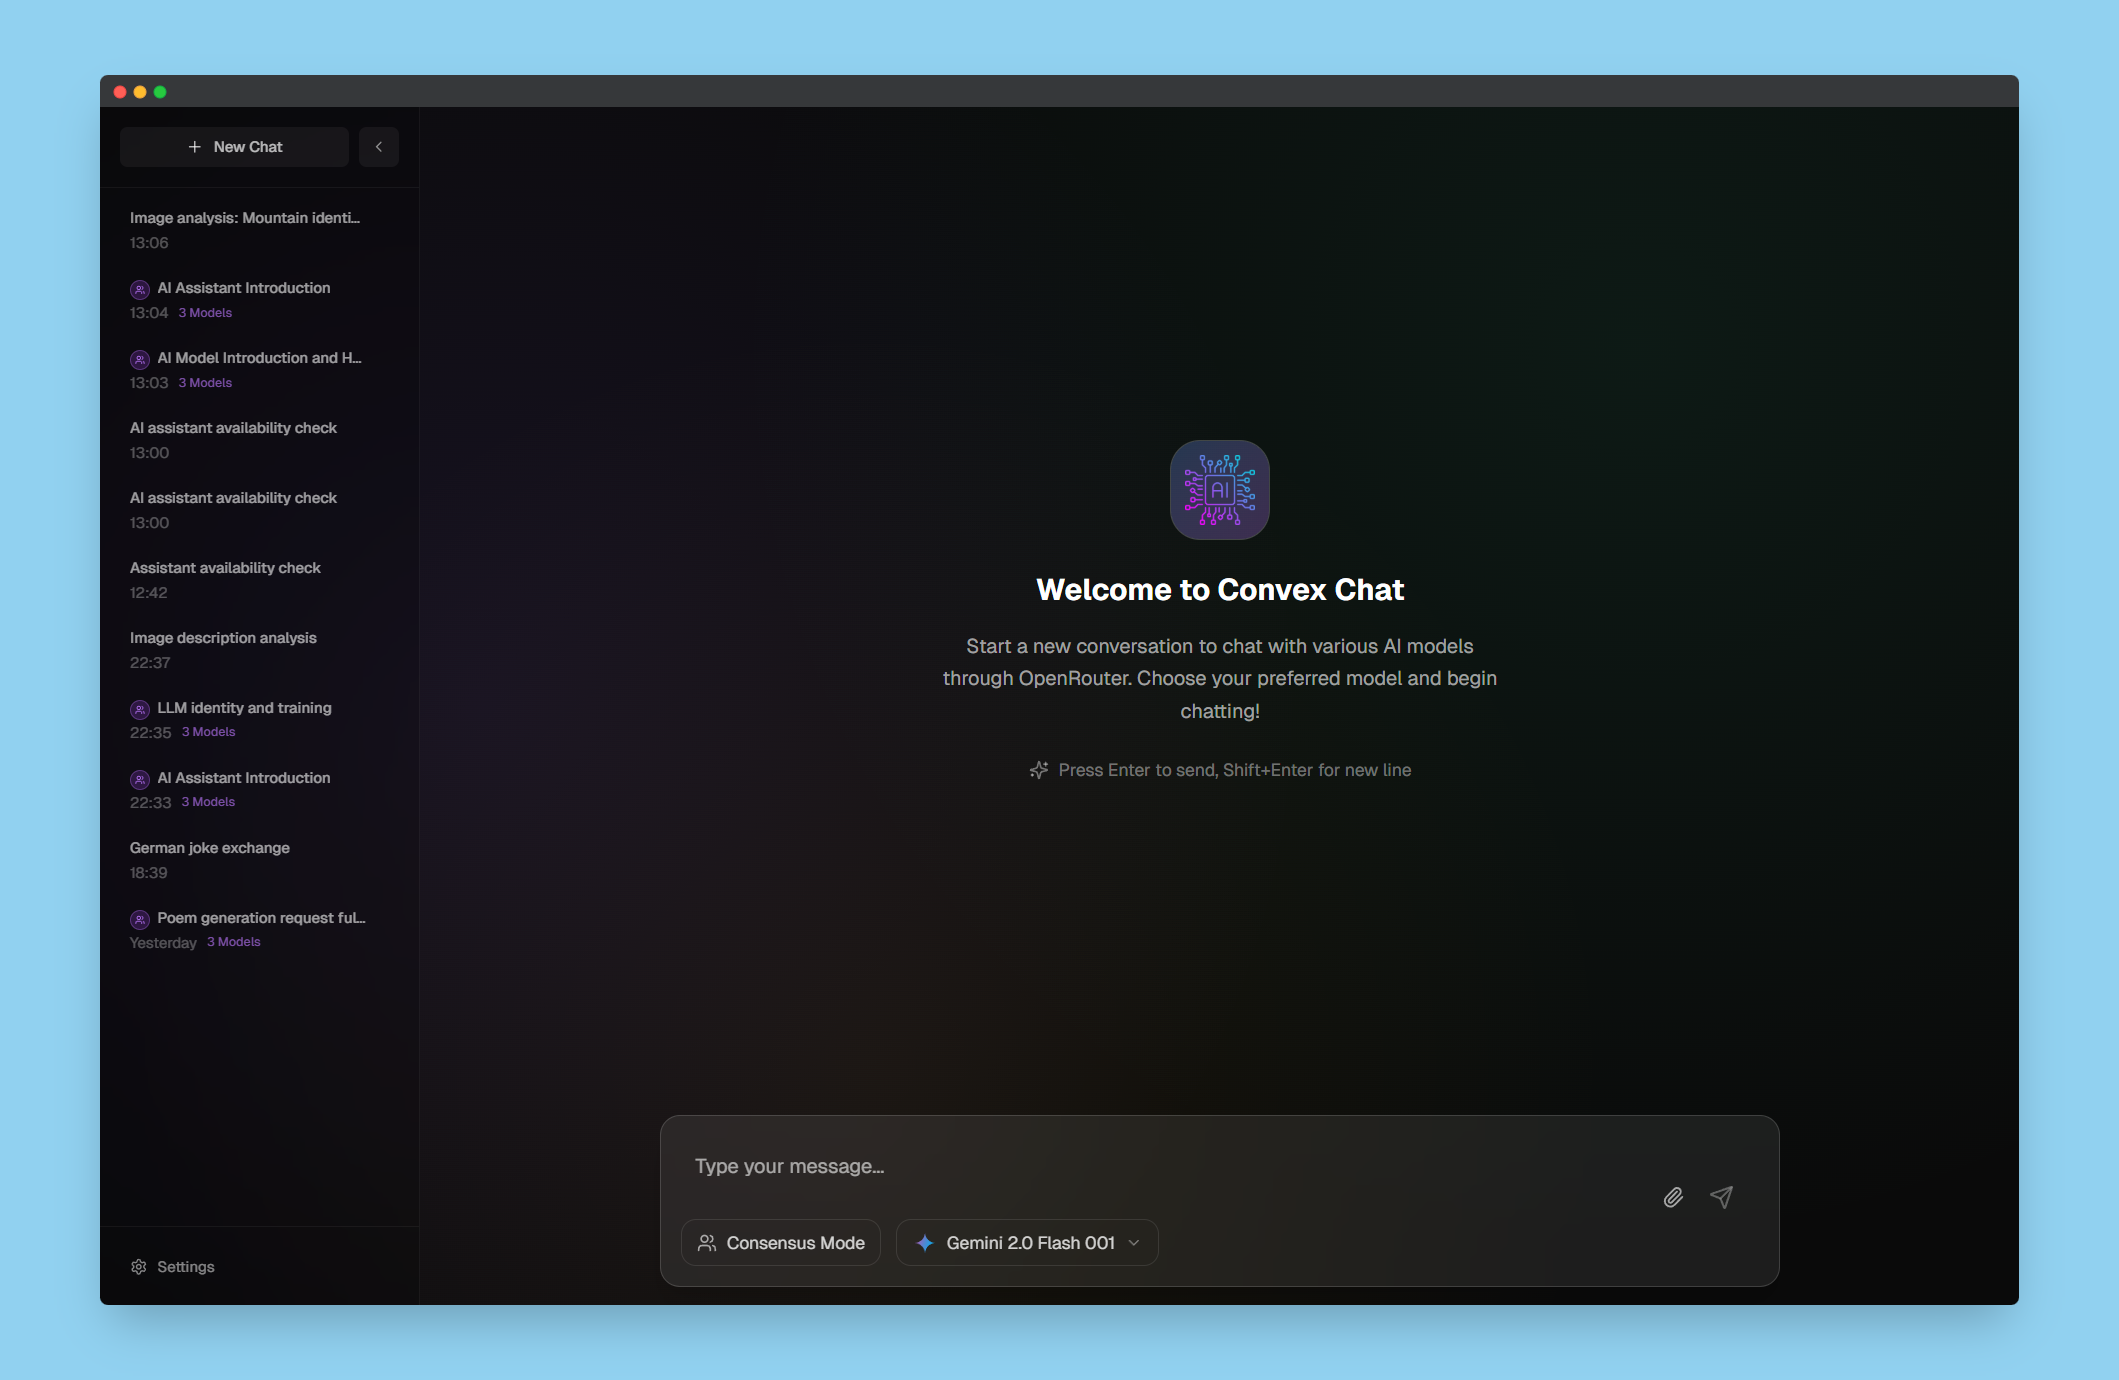 New Chat
Image analysis: Mountain identi...
13:06
AI Assistant Introduction
13:04 3 Models
AI Model Introduction and H...
13:03 3 Models
AI assistant availability check
13:00
AI assistant availability check
13:00
Assistant availability check
12:42
Image description analysis
22:37
LLM identity and training
22:35 3 Models
AI Assistant Introduction
22:33 3 Models
German joke exchange
18:39
Poem generation request ful...
Yesterday 3 Models
Settings
AI
Welcome to Convex Chat
Start a new conversation to chat with various AI models
through OpenRouter. Choose your preferred model and begin
chatting!
Press Enter to send, Shift+Enter for new line
Type your message...
Consensus Mode
Gemini 2.0 Flash 001